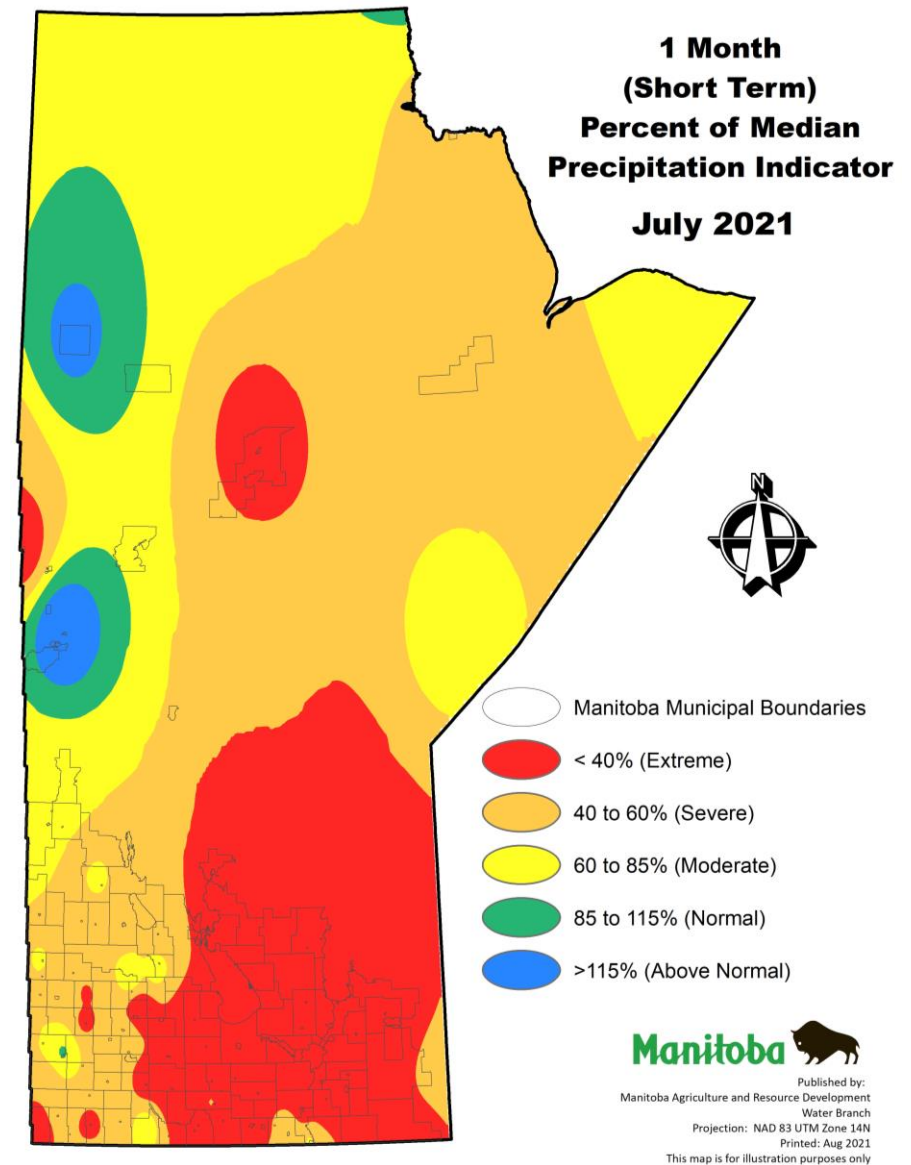 1 Month
(Short Term)
Percent of Median
Precipitation Indicator
July 2021
N
Manitoba Municipal Boundaries
< 40% (Extreme)
40 to 60% (Severe)
60 to 85% (Moderate)
85 to 115% (Normal)
>115% (Above Normal)
Manitoba
Published by:
Manitoba Agriculture and Resource Development
Water Branch
Projection: NAD 83 UTM Zone 14N
Printed: Aug 2021
This map is for illustration purposes only